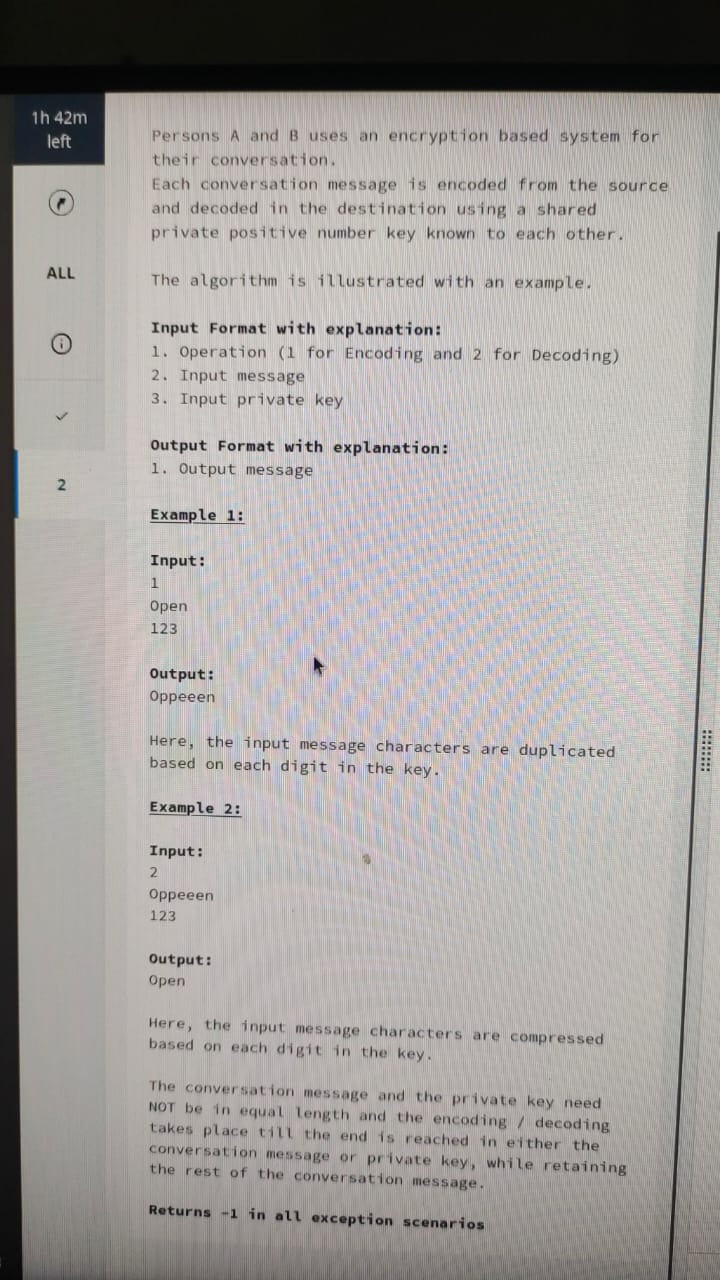 1h 42m
left
ALL
2
Persons A and B uses an encryption based system for
their conversation.
Each conversation message is encoded from the source
and decoded in the destination using a shared
private positive number key known to each other.
The algorithm is illustrated with an example.
Input Format with explanation:
1. Operation (1 for Encoding and 2 for Decoding)
2. Input message
3. Input private key
Output Format with explanation:
1. Output message
Example 1:
Input:
1
Open
123
Output:
Oppeeen
Here, the input message characters are duplicated
based on each digit in the key.
Example 2:
Input:
2
Oppeeen
123
Output:
Open
Here, the input message characters are compressed
based on each digit in the key.
The conversation message and the private key need
NOT be in equal length and the encoding / decoding
takes place till the end is reached in either the
conversation message or private key, while retaining
the rest of the conversation message.
Returns -1 in all exception scenarios